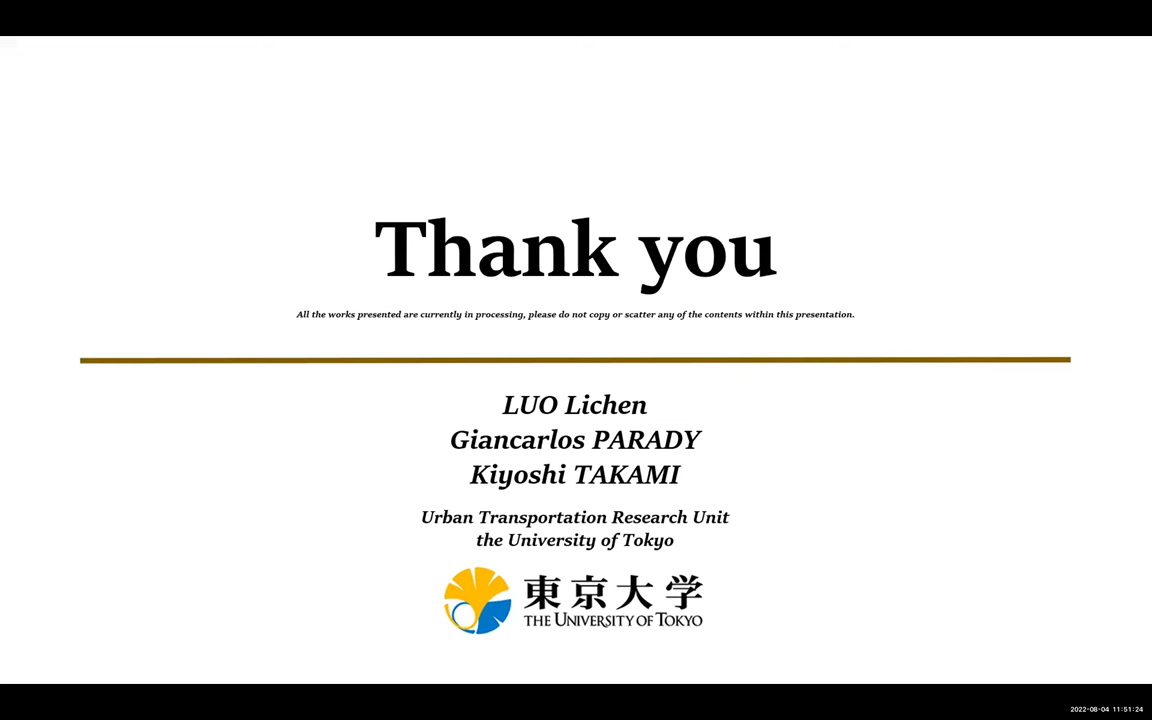 Thank you
All the works presented are currently in processing, please do not copy or scatter any of the contents within this presentation.
LUO Lichen
Giancarlos PARADY
Kiyoshi TAKAMI
Urban Transportation Research Unit
the University of Tokyo
東京大学
THE UNIVERSITY OF TOKYO
2022-08-04 11:51:24